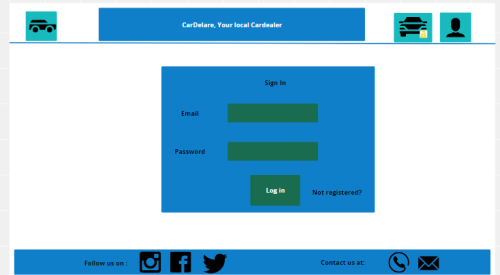 CarDelare, Your local Cardealer
Sign In
Email
Password
Log in
Not registered?
Follow us on :
Contact us at: